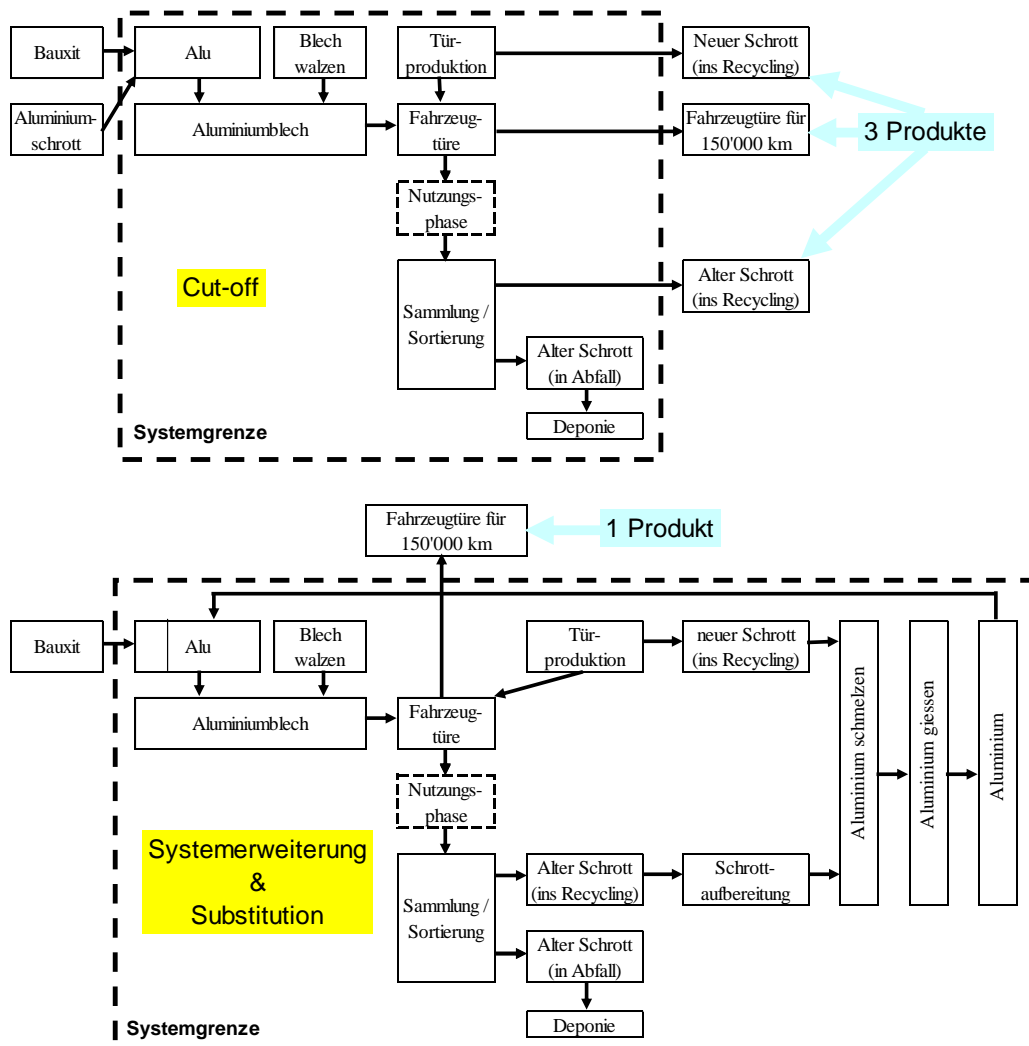 Bauxit
Alu
Blech
walzen
Tür-
produktion
Neuer Schrott
(ins Recycling)
Aluminium-
schrott
Aluminiumblech
Fahrzeug-
türe
Fahrzeugtüre für
150'000 km
3 Produkte
Nutzungs-
phase
Cut-off
Sammlung /
Sortierung
Alter Schrott
(ins Recycling)
Alter Schrott
(in Abfall)
Deponie
Systemgrenze
Fahrzeugtüre für
150'000 km
1 Produkt
Bauxit
Alu
Blech
walzen
Tür-
produktion
neuer Schrott
(ins Recycling)
Aluminiumblech
Fahrzeug-
türe
Aluminium schmelzen
Aluminium giessen
Aluminium
Nutzungs-
phase
Systemerweiterung
&
Substitution
Sammlung /
Sortierung
Alter Schrott
(ins Recycling)
Schrott-
aufbereitung
Alter Schrott
(in Abfall)
Deponie
Systemgrenze